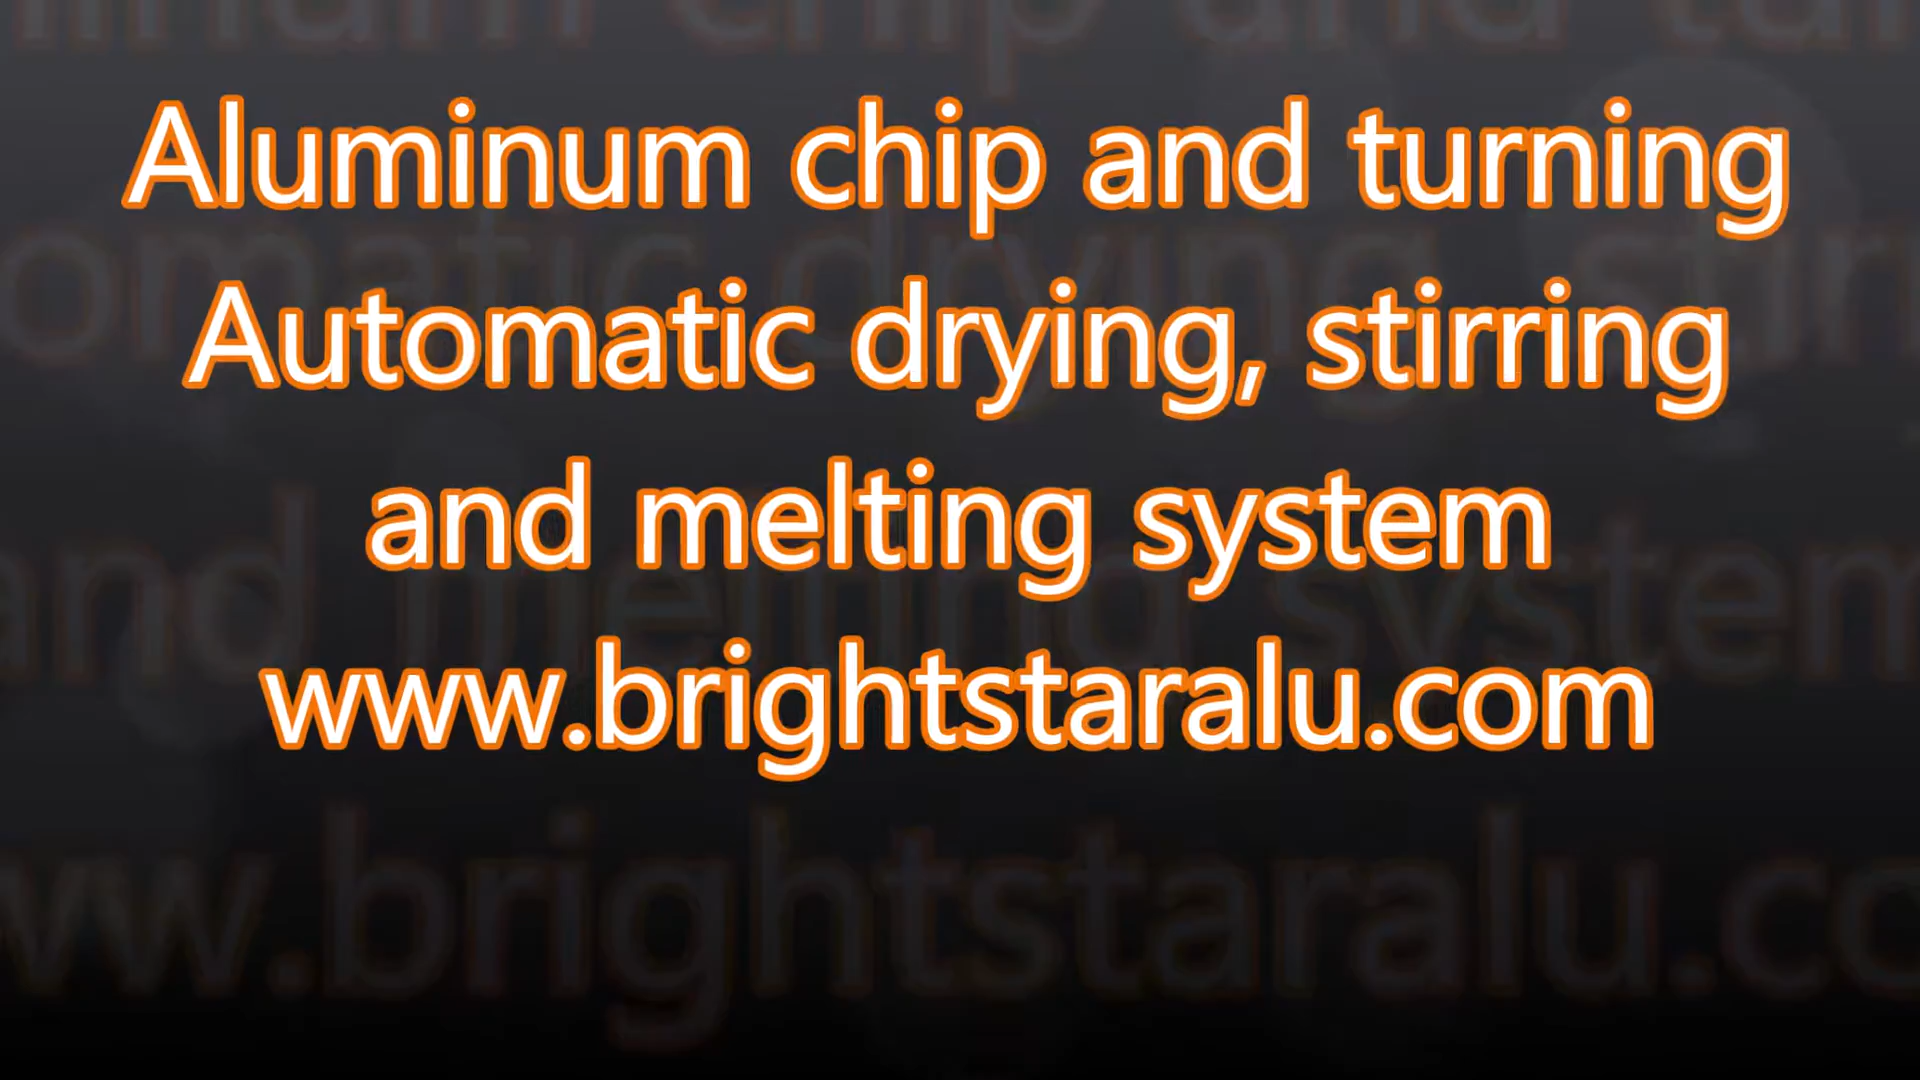 Aluminum chip and turning
Automatic drying, stirring
and melting system
www.brightstaralu.com